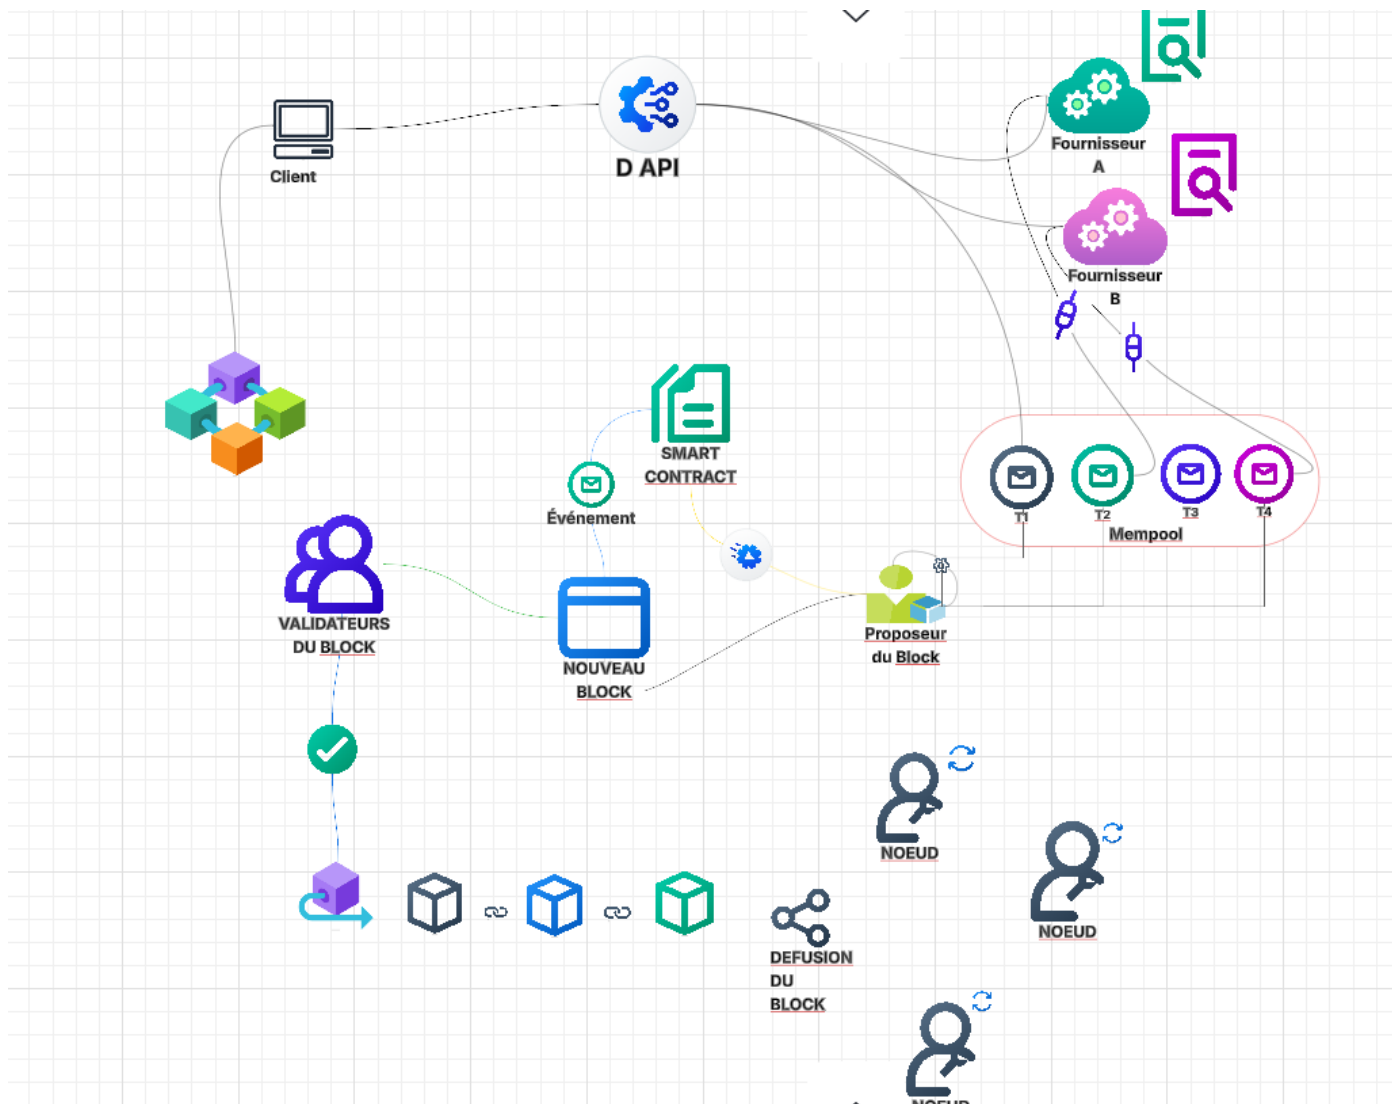 Client
D API
Fournisseur
A
Fournisseur
B
SMART
CONTRACT
Événement
T1
T2
T3
T4
Mempool
VALIDATEURS
DU BLOCK
NOUVEAU
BLOCK
Proposeur
du Block
NOEUD
NOEUD
DEFUSION
DU
BLOCK
NOEUD